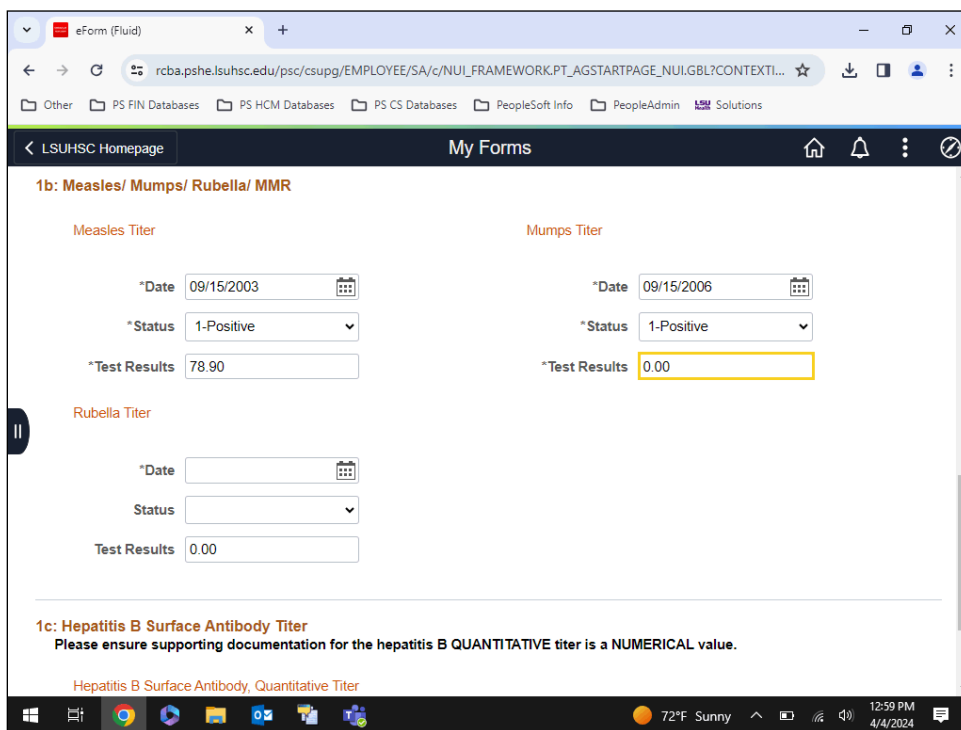 eForm (Fluid)
rcba.pshe.lsuhsc.edu/psc/csupg/EMPLOYEE/SA/c/NUI_FRAMEWORK.PT_AGSTARTPAGE_NUI.GBL?CONTEXTI...
Other PS FIN Databases PS HCM Databases PS CS Databases PeopleSoft Info PeopleAdmin LSU Solutions
LSUHSC Homepage My Forms
1b: Measles/ Mumps/ Rubella/ MMR
Measles Titer Mumps Titer
*Date 09/15/2003 *Date 09/15/2006
*Status 1-Positive *Status 1-Positive
*Test Results 78.90 *Test Results 0.00
Rubella Titer
*Date
Status
Test Results 0.00
1c: Hepatitis B Surface Antibody Titer
Please ensure supporting documentation for the hepatitis B QUANTITATIVE titer is a NUMERICAL value.
Hepatitis B Surface Antibody, Quantitative Titer
72°F Sunny 12:59 PM
4/4/2024